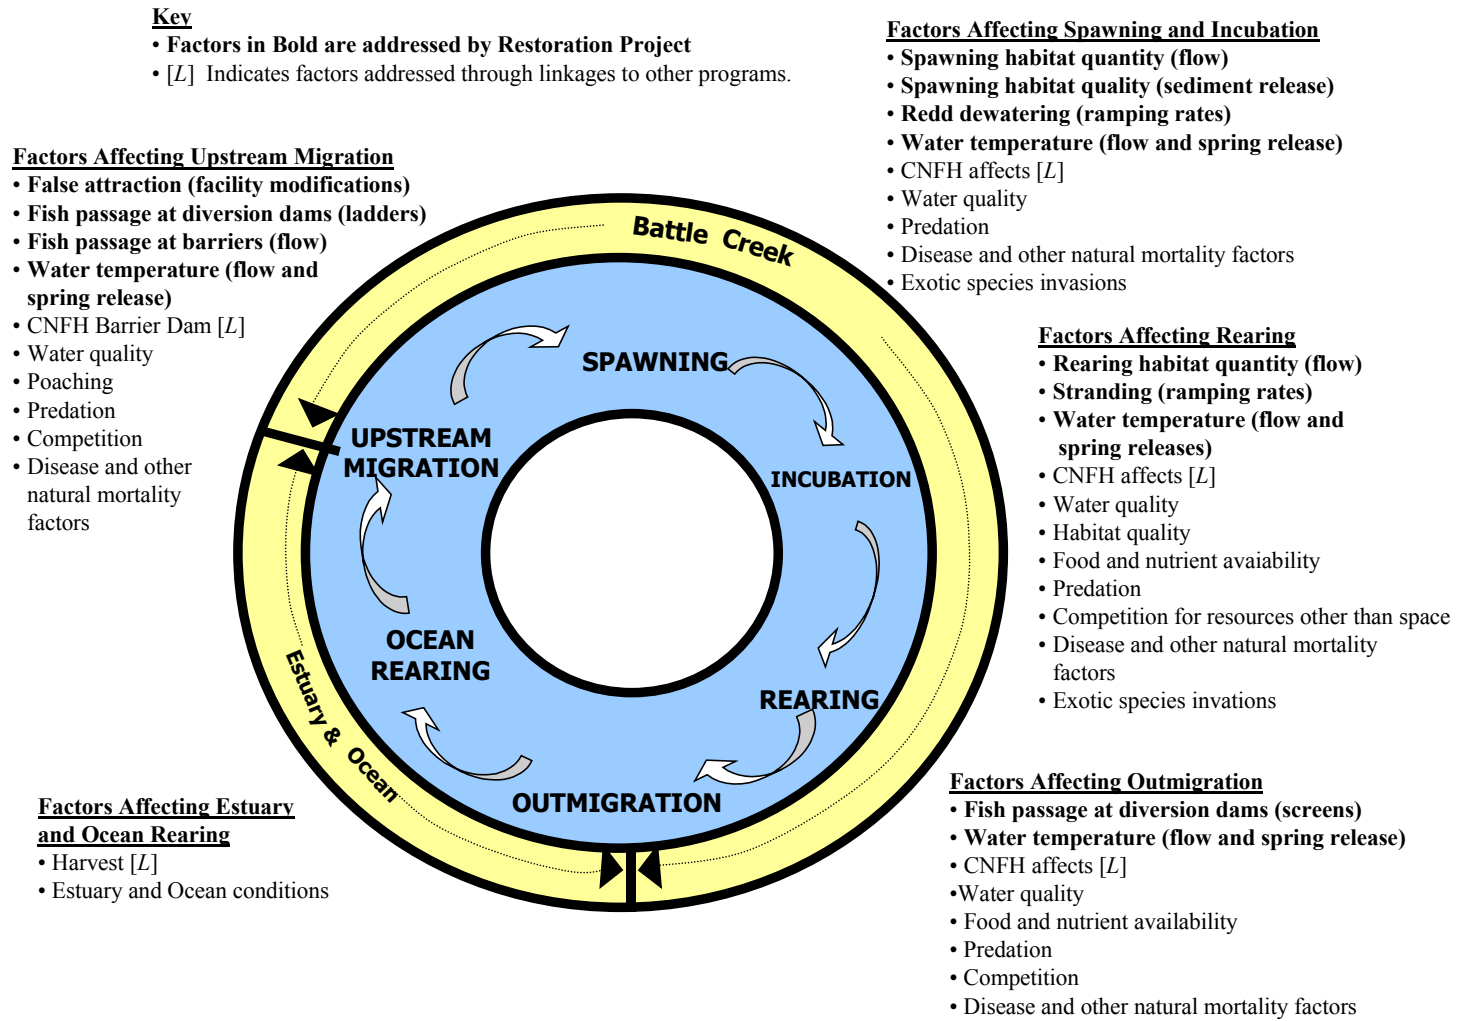 Key
• Factors in Bold are addressed by Restoration Project
• [L] Indicates factors addressed through linkages to other programs.
Factors Affecting Spawning and Incubation
• Spawning habitat quantity (flow)
• Spawning habitat quality (sediment release)
• Redd dewatering (ramping rates)
• Water temperature (flow and spring release)
• CNFH affects [L]
• Water quality
• Predation
• Disease and other natural mortality factors
• Exotic species invasions
Factors Affecting Upstream Migration
• False attraction (facility modifications)
• Fish passage at diversion dams (ladders)
• Fish passage at barriers (flow)
• Water temperature (flow and
spring release)
• CNFH Barrier Dam [L]
• Water quality
• Poaching
• Predation
• Competition
• Disease and other
natural mortality
factors
Battle Creek
SPAWNING
INCUBATION
REARING
OUTMIGRATION
OCEAN
REARING
UPSTREAM
MIGRATION
Estuary & Ocean
Factors Affecting Rearing
• Rearing habitat quantity (flow)
• Stranding (ramping rates)
• Water temperature (flow and
spring releases)
• CNFH affects [L]
• Water quality
• Habitat quality
• Food and nutrient avaiability
• Predation
• Competition for resources other than space
• Disease and other natural mortality
factors
• Exotic species invations
Factors Affecting Estuary
and Ocean Rearing
• Harvest [L]
• Estuary and Ocean conditions
Factors Affecting Outmigration
• Fish passage at diversion dams (screens)
• Water temperature (flow and spring release)
• CNFH affects [L]
•Water quality
• Food and nutrient availability
• Predation
• Competition
• Disease and other natural mortality factors